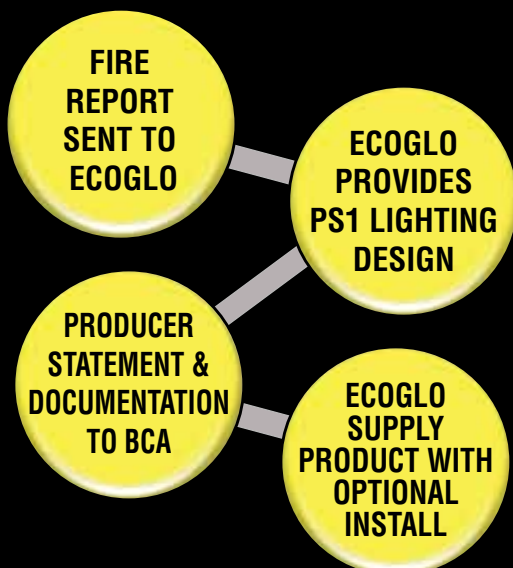 FIRE
REPORT
SENT TO
ECOGLO
ECOGLO
PROVIDES
PS1 LIGHTING
DESIGN
PRODUCER
STATEMENT &
DOCUMENTATION
TO BCA
ECOGLO
SUPPLY
PRODUCT WITH
OPTIONAL
INSTALL